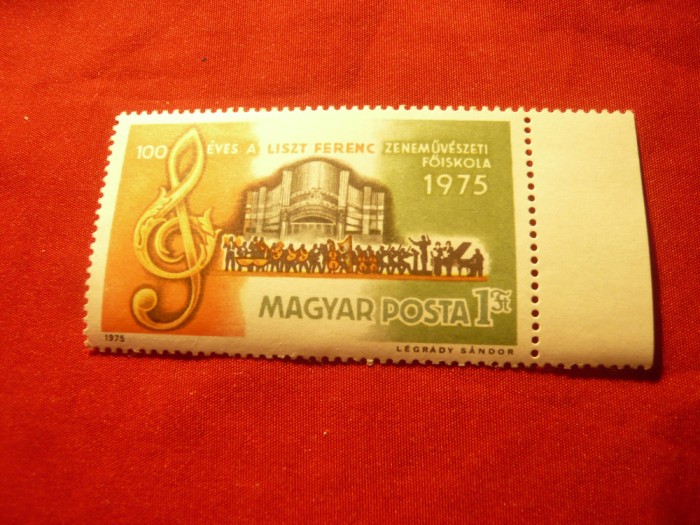 100 ÉVES A LISZT FERENC ZENEMŰVÉSZETI
FŐISKOLA
1975
MAGYAR POSTA 1Ft
1975
LÉGRÁDY SÁNDOR